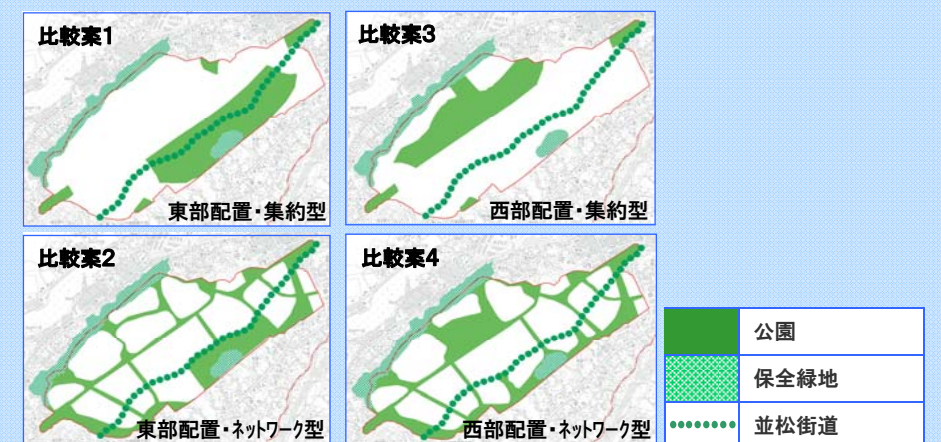 比較案1
東部配置・集約型
比較案3
西部配置・集約型
比較案2
東部配置・ネットワーク型
比較案4
西部配置・ネットワーク型
公園
保全緑地
並松街道